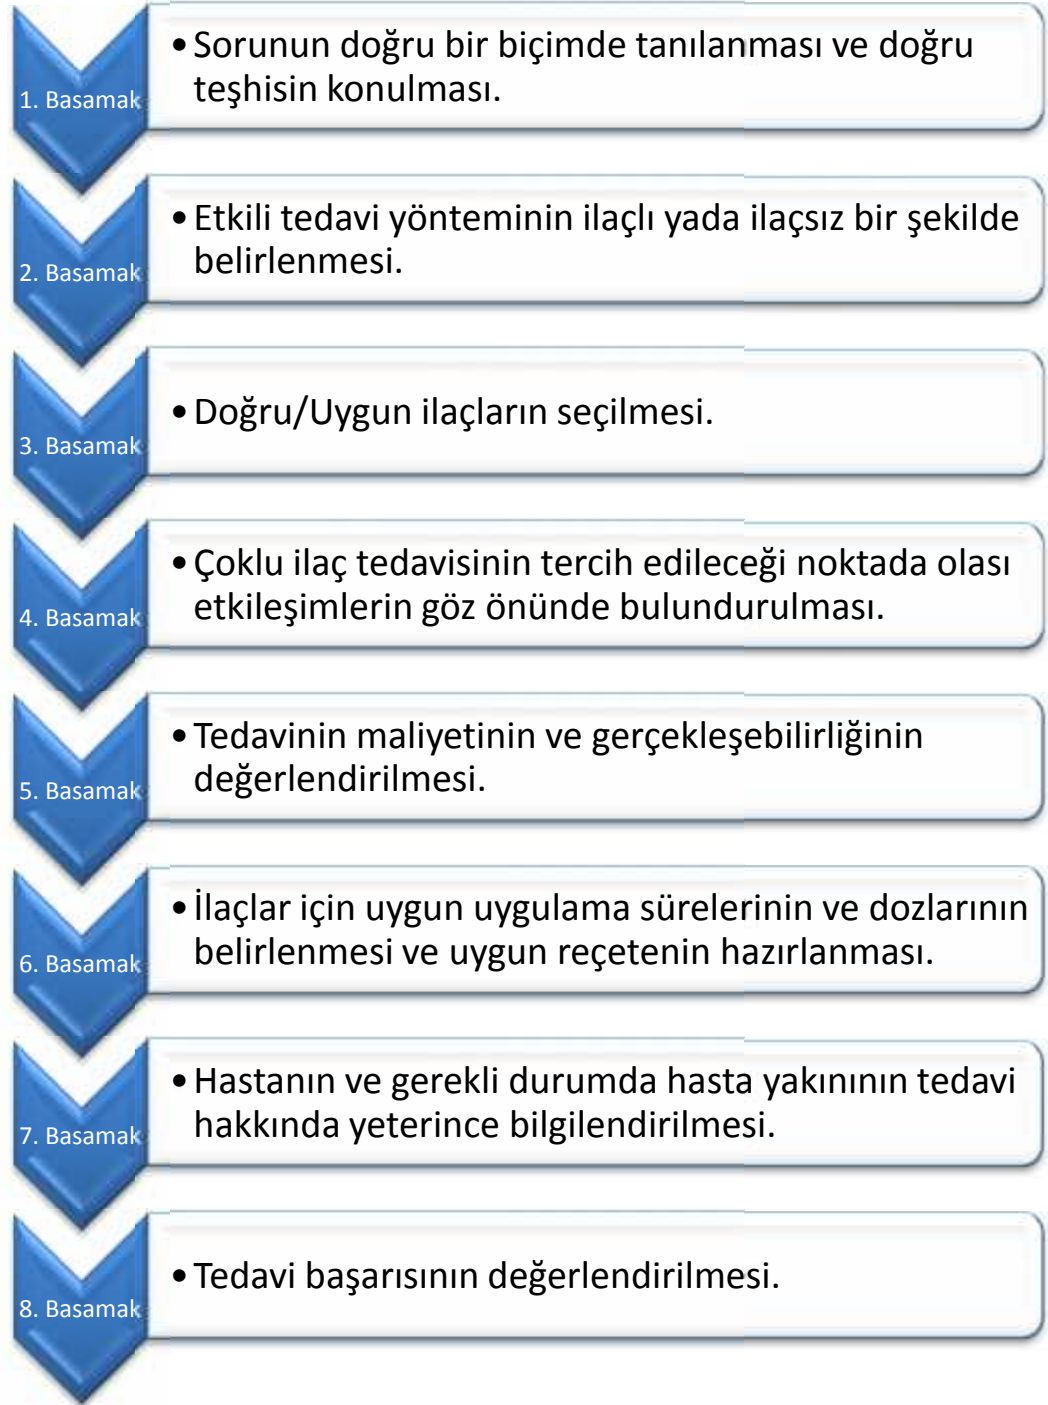 1. Basamak
• Sorunun doğru bir biçimde tanılanması ve doğru
teşhisin konulması.
2. Basamak
• Etkili tedavi yönteminin ilaçlı yada ilaçsız bir şekilde
belirlenmesi.
3. Basamak
• Doğru/Uygun ilaçların seçilmesi.
4. Basamak
• Çoklu ilaç tedavisinin tercih edileceği noktada olası
etkileşimlerin göz önünde bulundurulması.
5. Basamak
• Tedavinin maliyetinin ve gerçekleşebilirliğinin
değerlendirilmesi.
6. Basamak
• İlaçlar için uygun uygulama sürelerinin ve dozlarının
belirlenmesi ve uygun reçetenin hazırlanması.
7. Basamak
• Hastanın ve gerekli durumda hasta yakınının tedavi
hakkında yeterince bilgilendirilmesi.
8. Basamak
• Tedavi başarısının değerlendirilmesi.